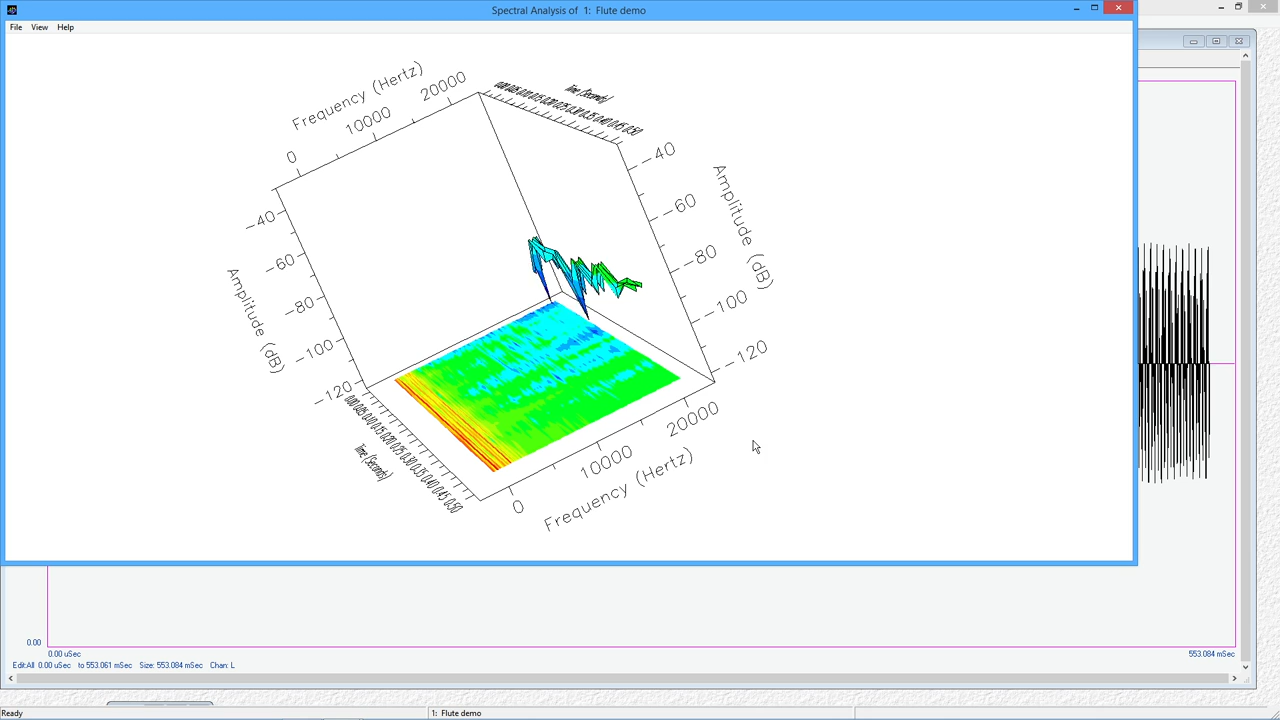 Spectral Analysis of 1: Flute demo
File View Help
Frequency (Hertz)
0 10000 20000
Time (Seconds)
-40
-60
-80
-100
-120
Amplitude (dB)
-40
-60
-80
-100
-120
Amplitude (dB)
Time (Seconds)
0 10000 20000
Frequency (Hertz)
0.00
0.00 uSec 553.084 mSec
Edit:All 0.00 uSec to 553.061 mSec Size: 553.084 mSec Chan: L
Ready 1: Flute demo